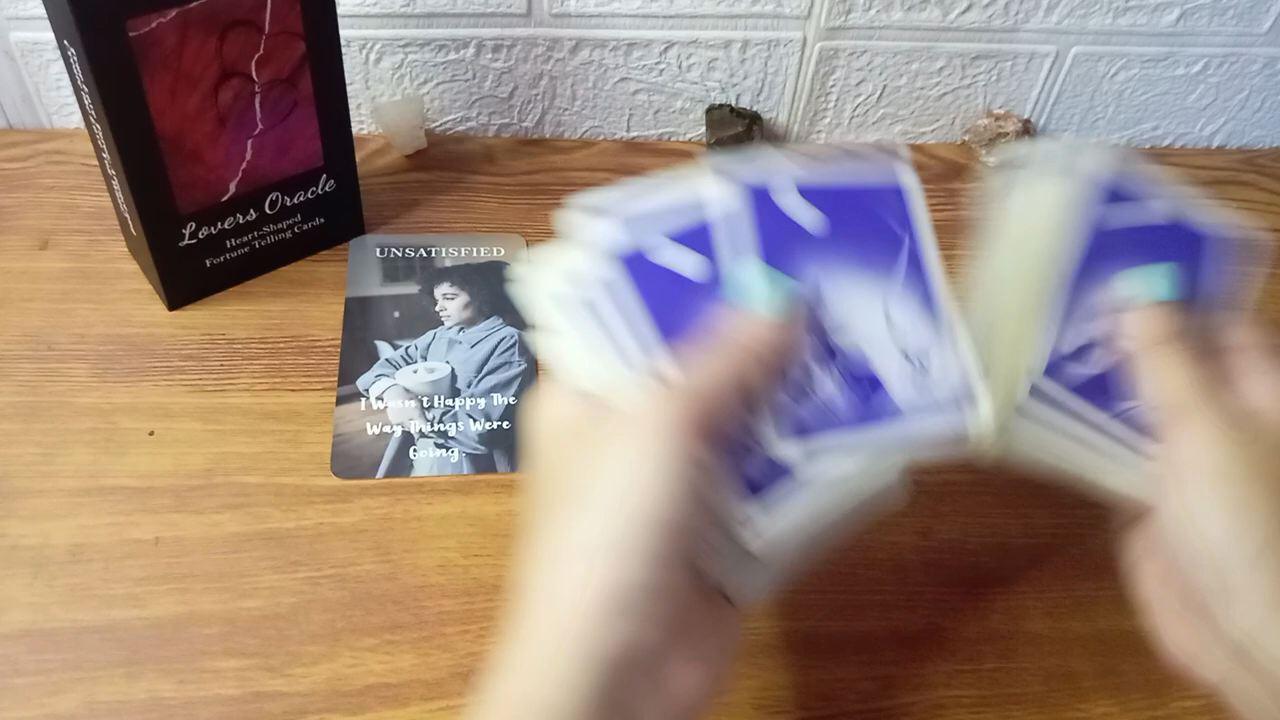 Lovers Oracle
Heart-Shaped
Fortune Telling Cards
UNSATISFIED
I Wasn't Happy The
Way Things Were
Going.